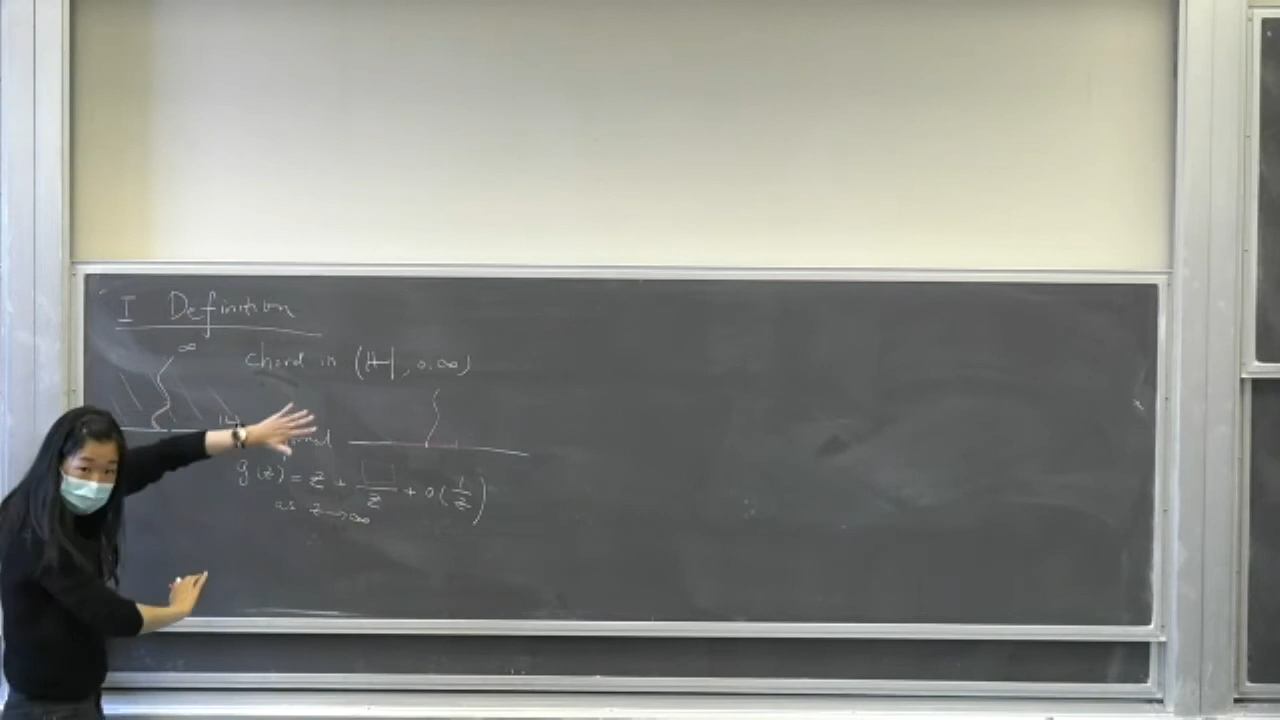 I Definition
∞
chord in (ℍ, 0, ∞)
g(z) = z + □/z + o(1/z)
as z→∞